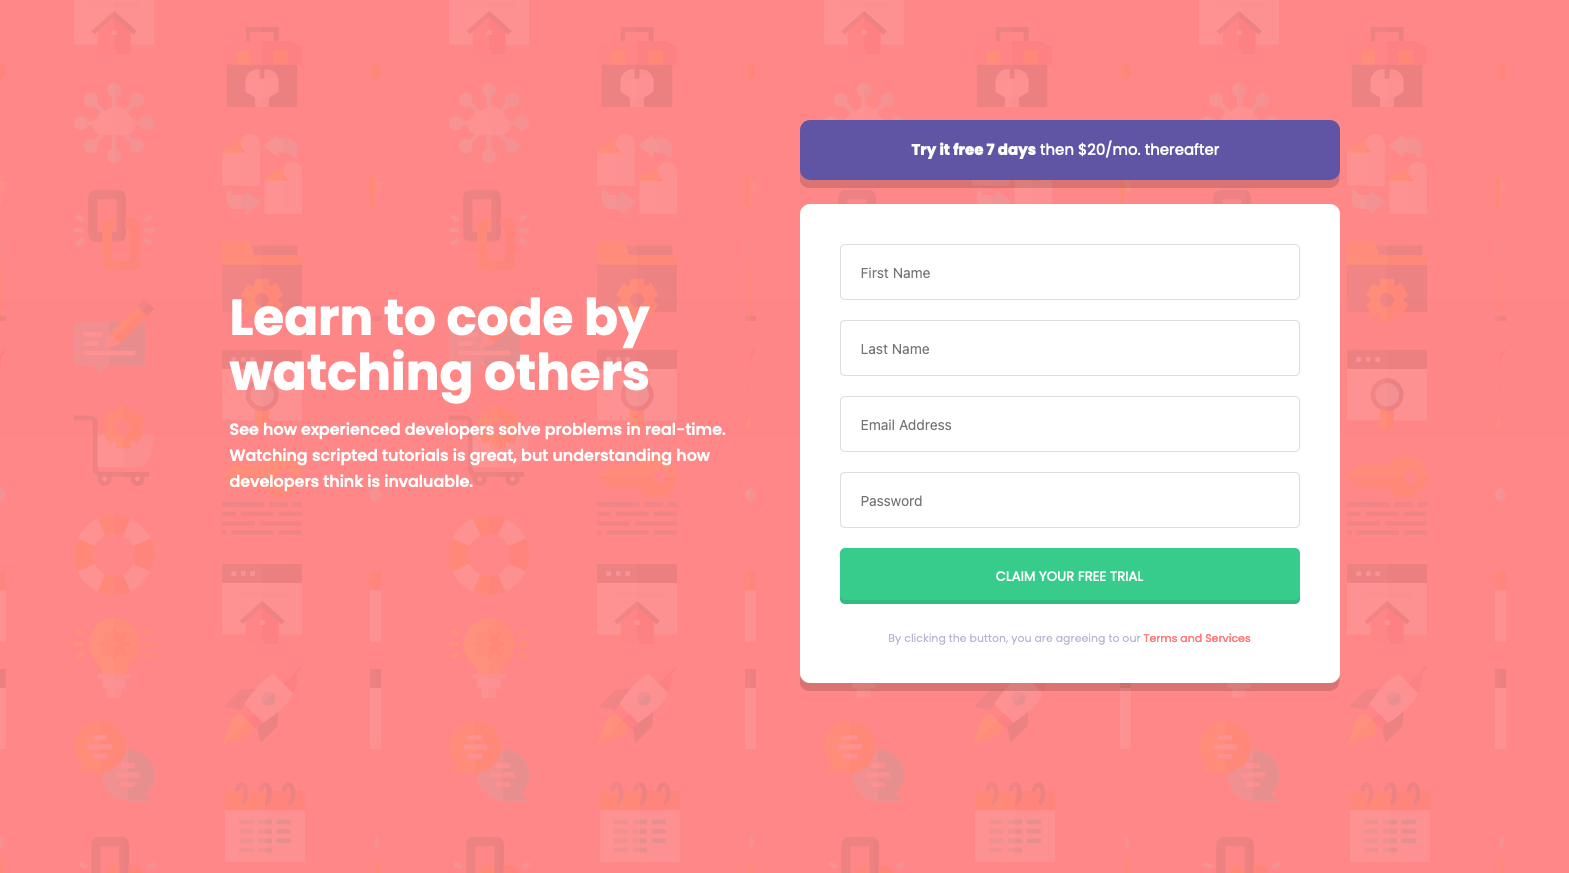 Learn to code by
watching others
See how experienced developers solve problems in real-time.
Watching scripted tutorials is great, but understanding how
developers think is invaluable.
Try it free 7 days then $20/mo. thereafter
First Name
Last Name
Email Address
Password
CLAIM YOUR FREE TRIAL
By clicking the button, you are agreeing to our Terms and Services